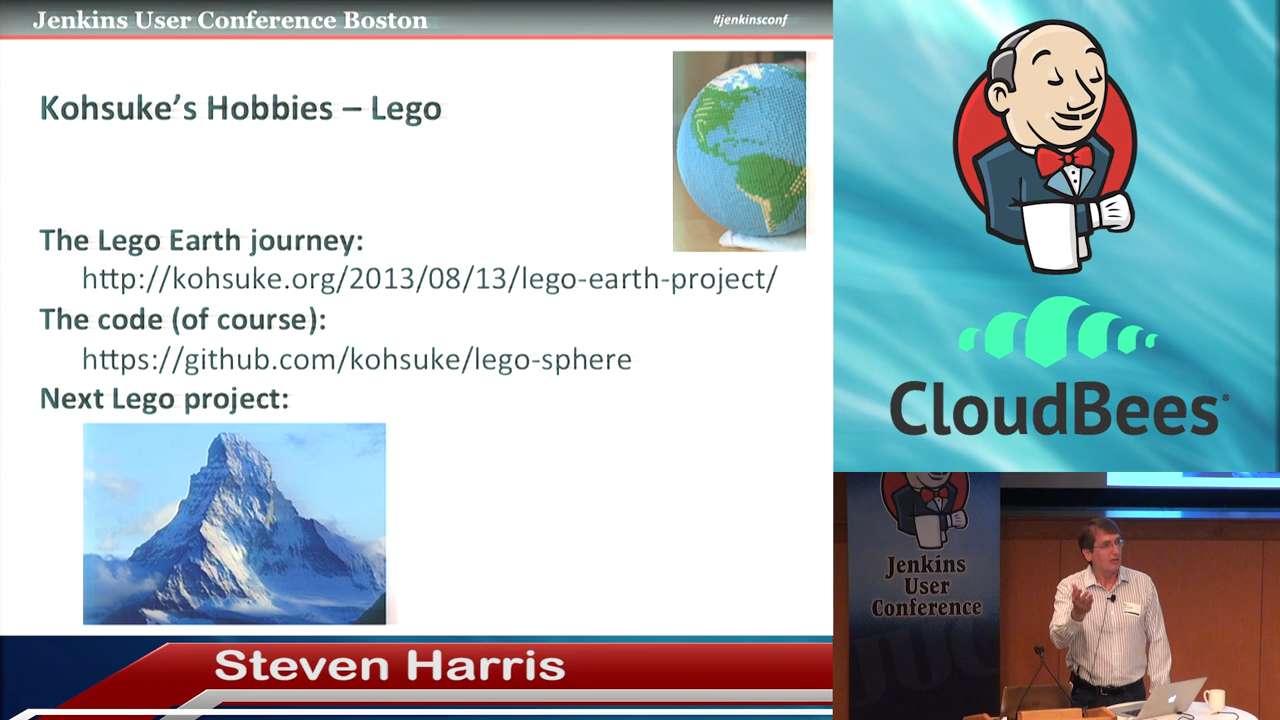 Jenkins User Conference Boston
#jenkinsconf
Kohsuke's Hobbies – Lego
The Lego Earth journey:
http://kohsuke.org/2013/08/13/lego-earth-project/
The code (of course):
https://github.com/kohsuke/lego-sphere
Next Lego project:
Steven Harris
CloudBees®
Jenkins
User
Conference